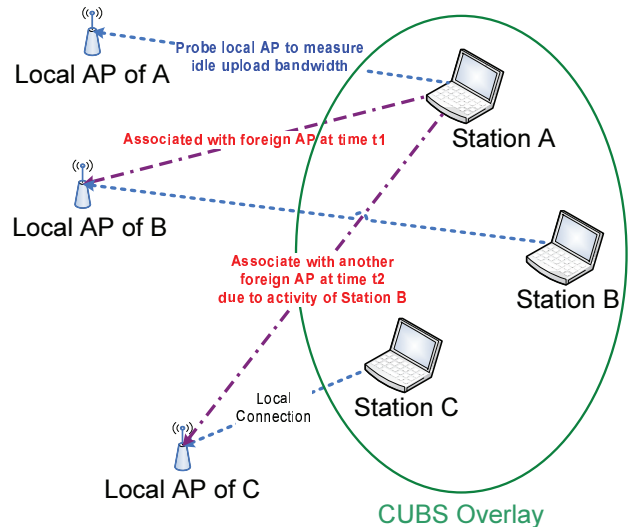 Probe local AP to measure
idle upload bandwidth
Local AP of A
Station A
Associated with foreign AP at time t1
Local AP of B
Associate with another
foreign AP at time t2
due to activity of Station B
Station B
Local
Connection
Station C
Local AP of C
CUBS Overlay